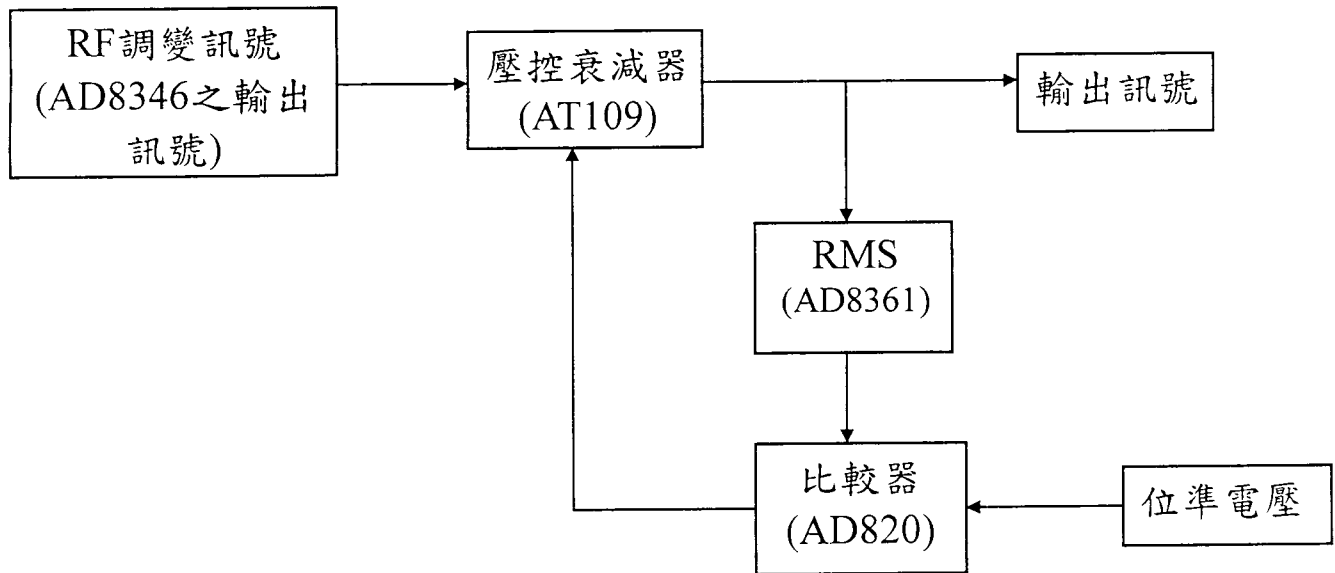 RF調變訊號
(AD8346之輸出
訊號)
壓控衰減器
(AT109)
輸出訊號
RMS
(AD8361)
比較器
(AD820)
位準電壓